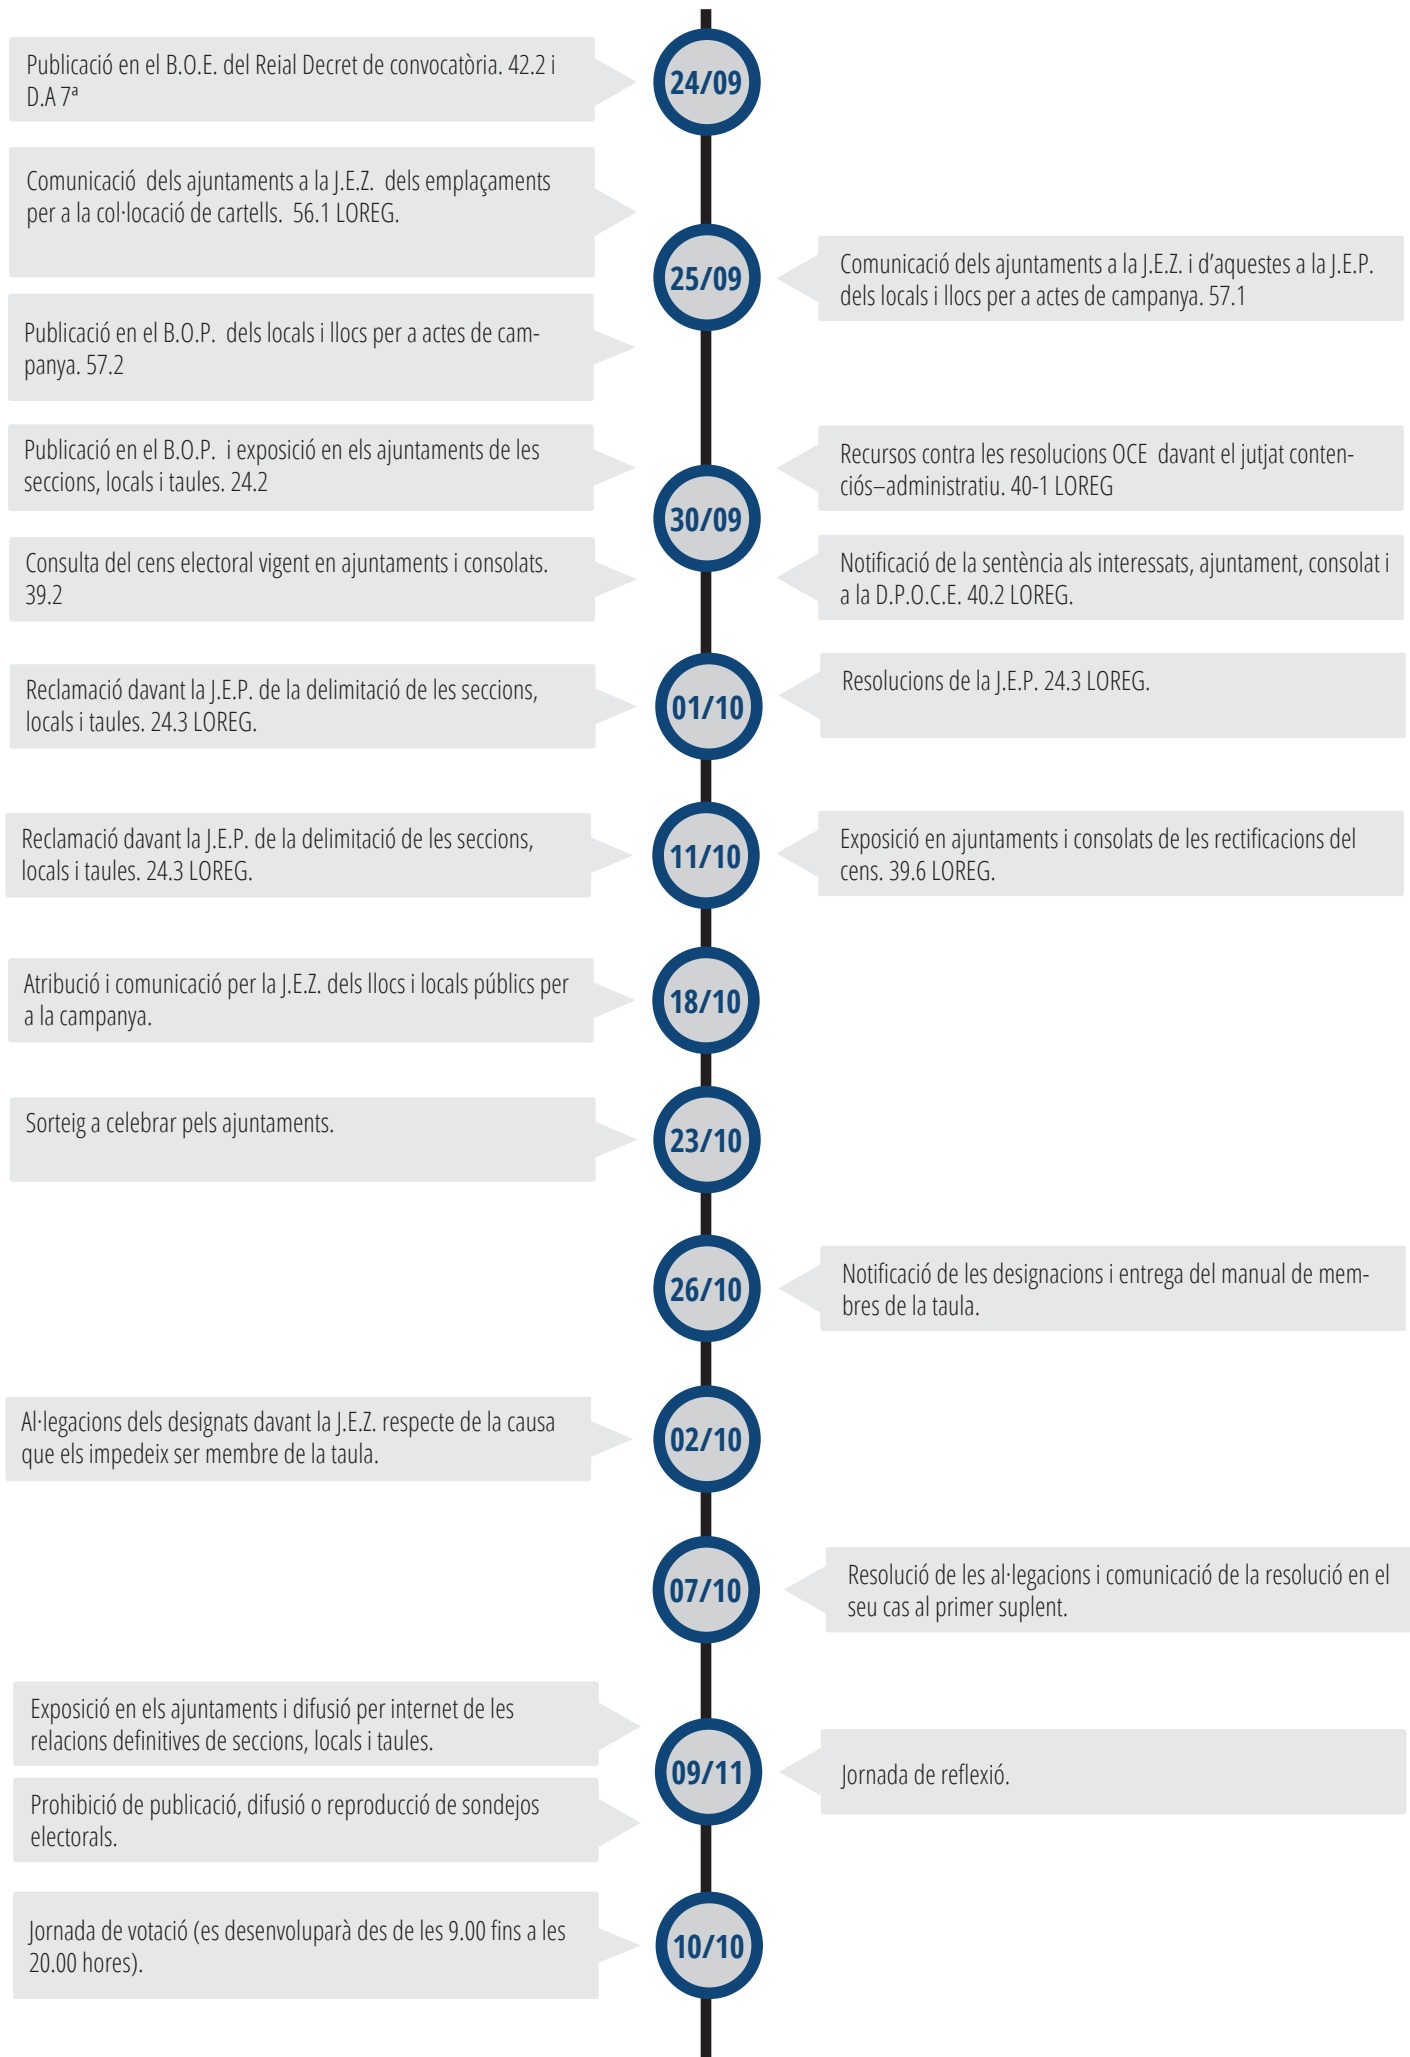 24/09
Publicació en el B.O.E. del Reial Decret de convocatòria. 42.2 i
D.A 7ª
Comunicació dels ajuntaments a la J.E.Z. dels emplaçaments
per a la col·locació de cartells. 56.1 LOREG.
25/09
Comunicació dels ajuntaments a la J.E.Z. i d’aquestes a la J.E.P.
dels locals i llocs per a actes de campanya. 57.1
Publicació en el B.O.P. dels locals i llocs per a actes de cam-
panya. 57.2
Publicació en el B.O.P. i exposició en els ajuntaments de les
seccions, locals i taules. 24.2
Recursos contra les resolucions OCE davant el jutjat conten-
ciós–administratiu. 40-1 LOREG
30/09
Consulta del cens electoral vigent en ajuntaments i consolats.
39.2
Notificació de la sentència als interessats, ajuntament, consolat i
a la D.P.O.C.E. 40.2 LOREG.
Reclamació davant la J.E.P. de la delimitació de les seccions,
locals i taules. 24.3 LOREG.
01/10
Resolucions de la J.E.P. 24.3 LOREG.
Reclamació davant la J.E.P. de la delimitació de les seccions,
locals i taules. 24.3 LOREG.
11/10
Exposició en ajuntaments i consolats de les rectificacions del
cens. 39.6 LOREG.
Atribució i comunicació per la J.E.Z. dels llocs i locals públics per
a la campanya.
18/10
Sorteig a celebrar pels ajuntaments.
23/10
26/10
Notificació de les designacions i entrega del manual de mem-
bres de la taula.
Al·legacions dels designats davant la J.E.Z. respecte de la causa
que els impedeix ser membre de la taula.
02/10
07/10
Resolució de les al·legacions i comunicació de la resolució en el
seu cas al primer suplent.
Exposició en els ajuntaments i difusió per internet de les
relacions definitives de seccions, locals i taules.
09/11
Jornada de reflexió.
Prohibició de publicació, difusió o reproducció de sondejos
electorals.
Jornada de votació (es desenvoluparà des de les 9.00 fins a les
20.00 hores).
10/10